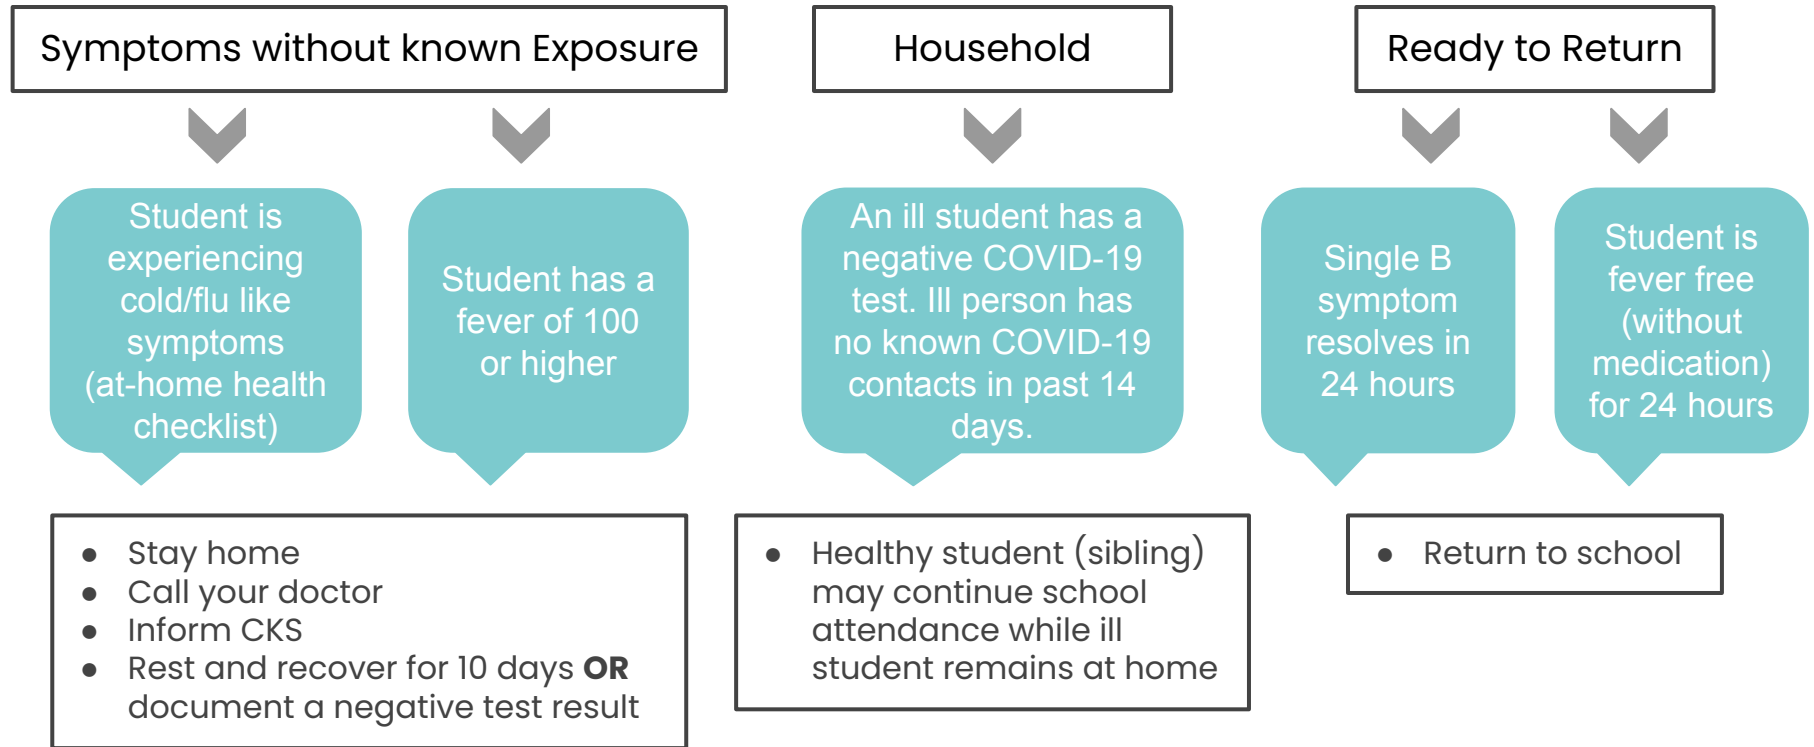 Symptoms without known Exposure
Household
Ready to Return
Student is
experiencing
cold/flu like
symptoms
(at-home health
checklist)
Student has a
fever of 100
or higher
An ill student has a
negative COVID-19
test. Ill person has
no known COVID-19
contacts in past 14
days.
Single B
symptom
resolves in
24 hours
Student is
fever free
(without
medication)
for 24 hours
● Stay home
● Call your doctor
● Inform CKS
● Rest and recover for 10 days OR
document a negative test result
● Healthy student (sibling)
may continue school
attendance while ill
student remains at home
● Return to school